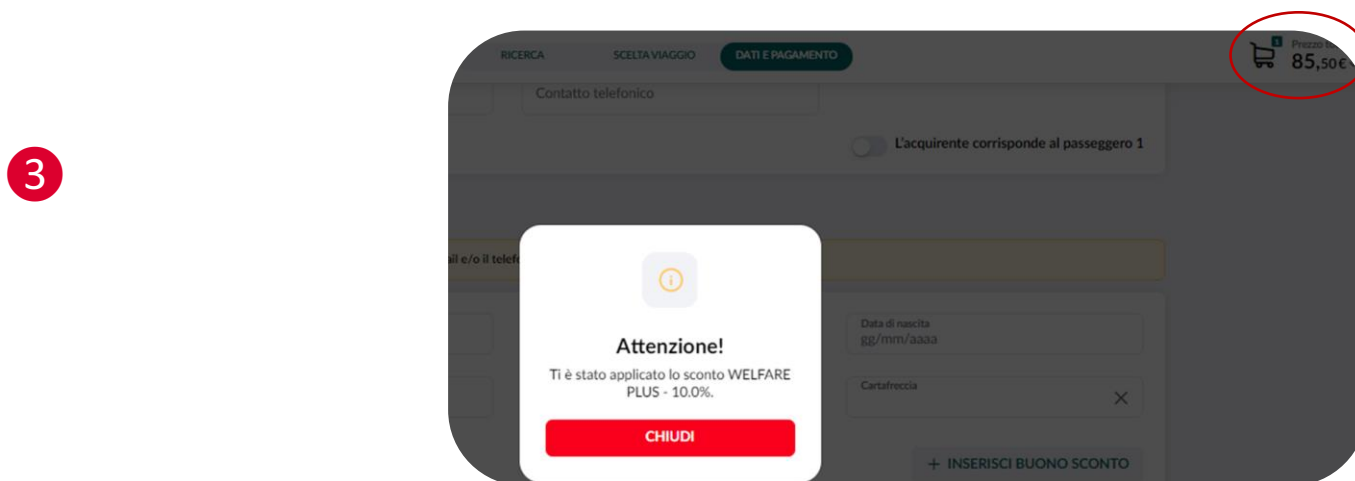 RICERCA SCELTA VIAGGIO DATI E PAGAMENTO
1
Prezzo
85,50€
Contatto telefonico
L'acquirente corrisponde al passeggero 1
3
e/o il
Attenzione!
Ti è stato applicato lo sconto WELFARE
PLUS - 10.0%.
CHIUDI
Data di nascita
gg/mm/aaaa
Cartafreccia
+ INSERISCI BUONO SCONTO